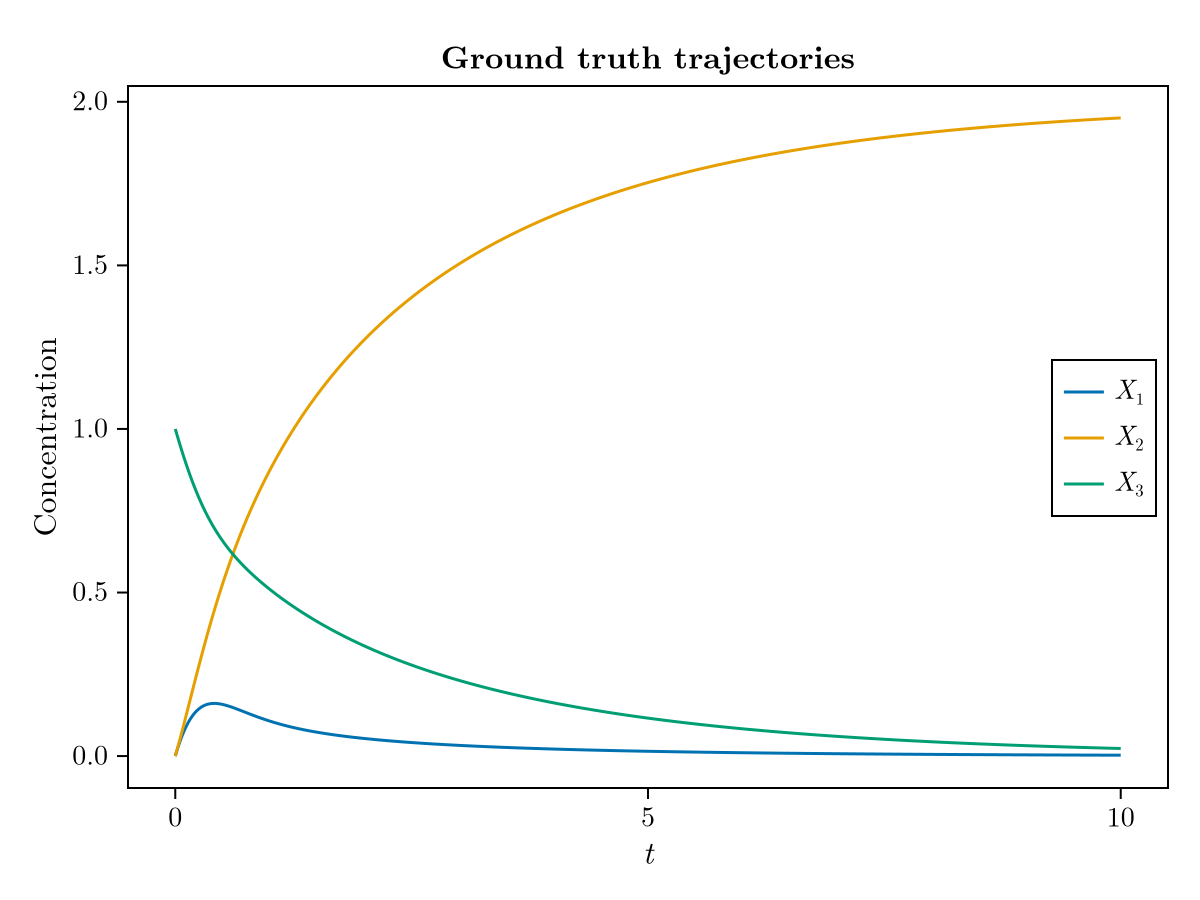 Ground truth trajectories
2.0
1.5
1.0
0.5
0.0
Concentration
X₁
X₂
X₃
0 5 10
t